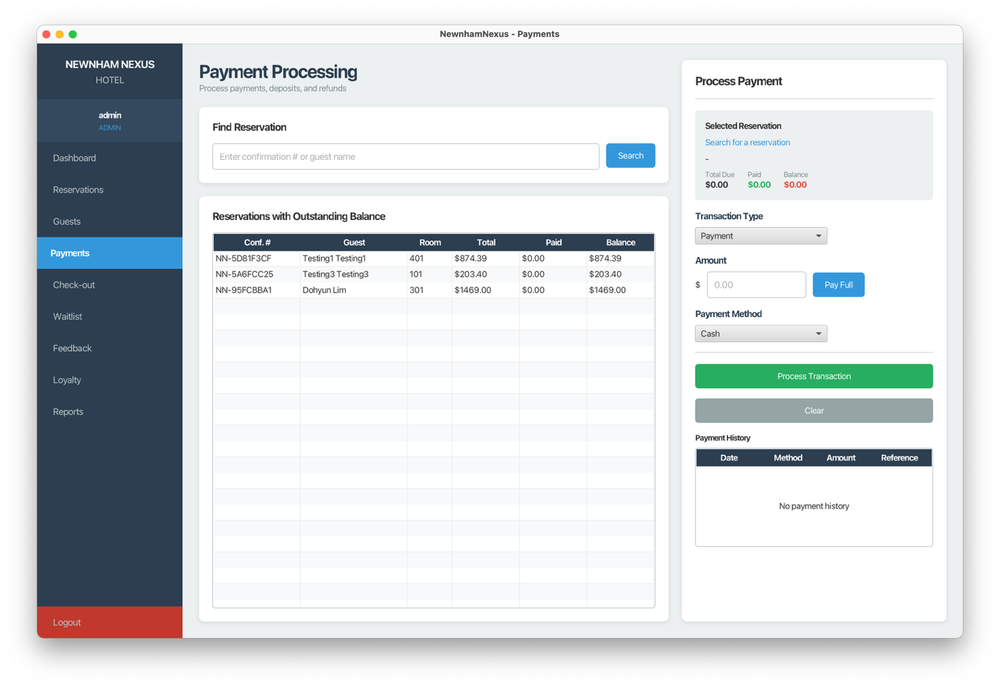 NewnhamNexus - Payments
NEWNHAM NEXUS
HOTEL
admin
ADMIN
Dashboard
Reservations
Guests
Payments
Check-out
Waitlist
Feedback
Loyalty
Reports
Logout
Payment Processing
Process payments, deposits, and refunds
Find Reservation
Enter confirmation # or guest name
Search
Reservations with Outstanding Balance
Conf. # Guest Room Total Paid Balance
NN-5D81F3CF Testing1 Testing1 401 $874.39 $0.00 $874.39
NN-5A6FCC25 Testing3 Testing3 101 $203.40 $0.00 $203.40
NN-95FCBBA1 Dohyun Lim 301 $1469.00 $0.00 $1469.00
Process Payment
Selected Reservation
Search for a reservation
-
Total Due Paid Balance
$0.00 $0.00 $0.00
Transaction Type
Payment
Amount
$ 0.00 Pay Full
Payment Method
Cash
Process Transaction
Clear
Payment History
Date Method Amount Reference
No payment history